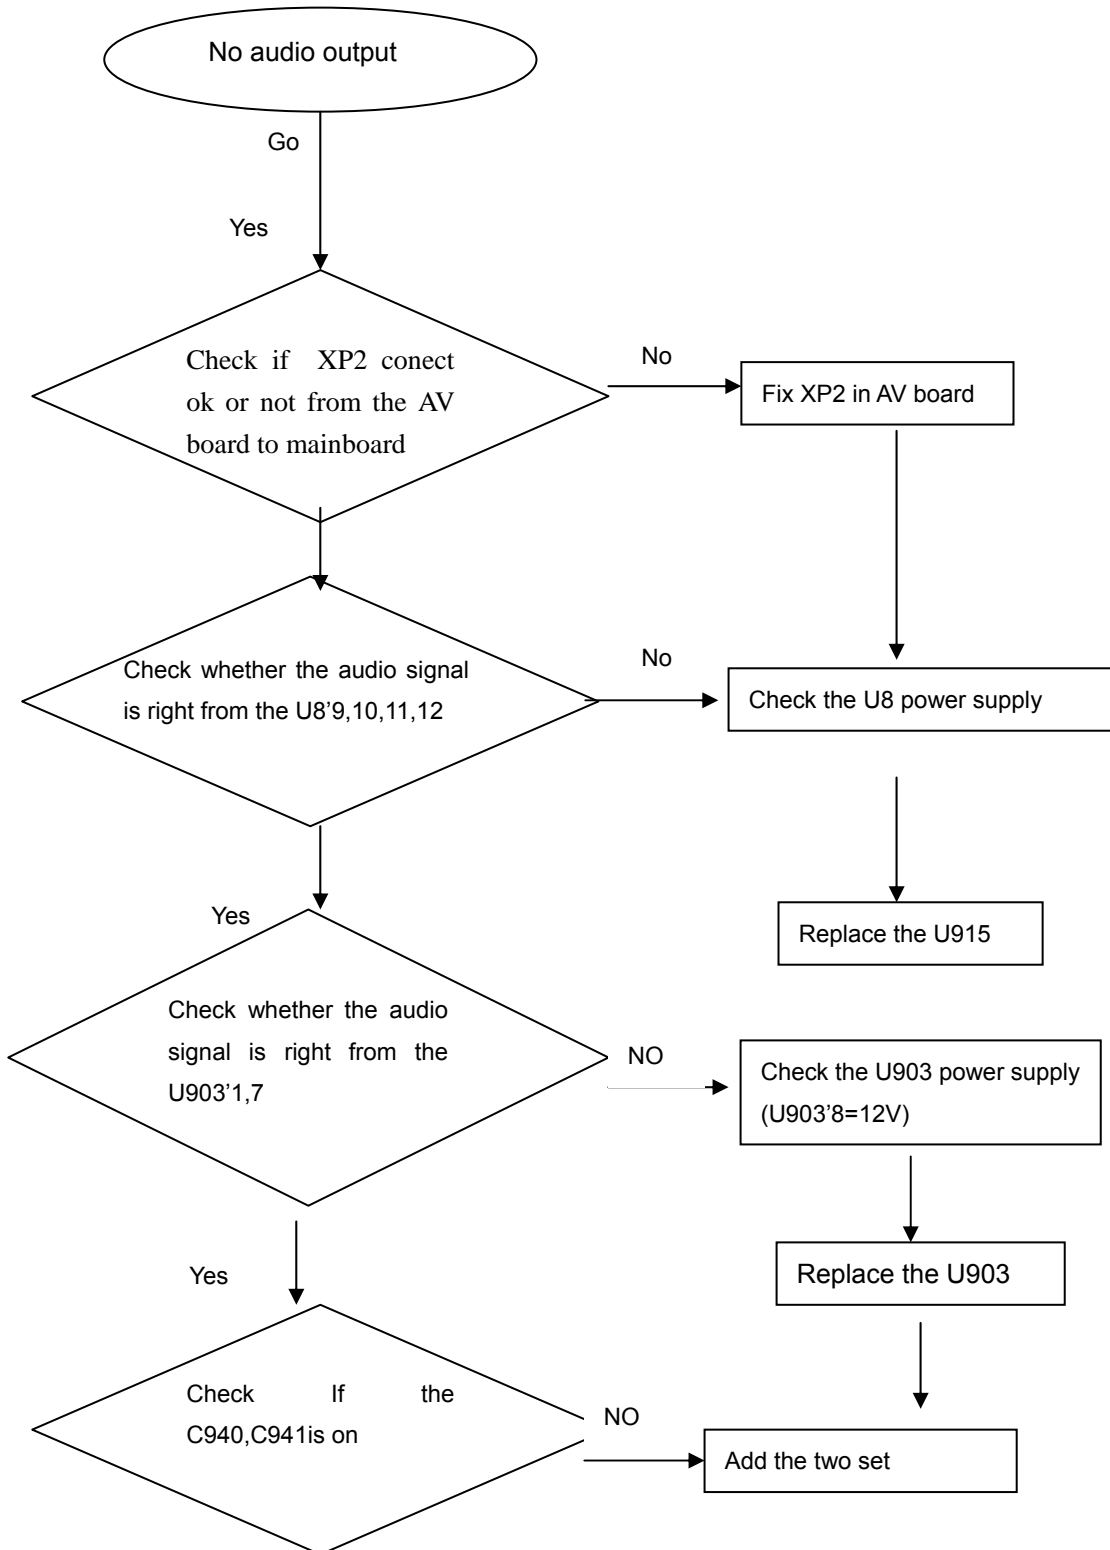 No audio output
Go
Yes
Check if XP2 conect
ok or not from the AV
board to mainboard
No
Fix XP2 in AV board
Check whether the audio signal
is right from the U8'9,10,11,12
No
Check the U8 power supply
Yes
Replace the U915
Check whether the audio
signal is right from the
U903'1,7
NO
Check the U903 power supply
(U903'8=12V)
Yes
Replace the U903
Check If the
C940,C941is on
NO
Add the two set